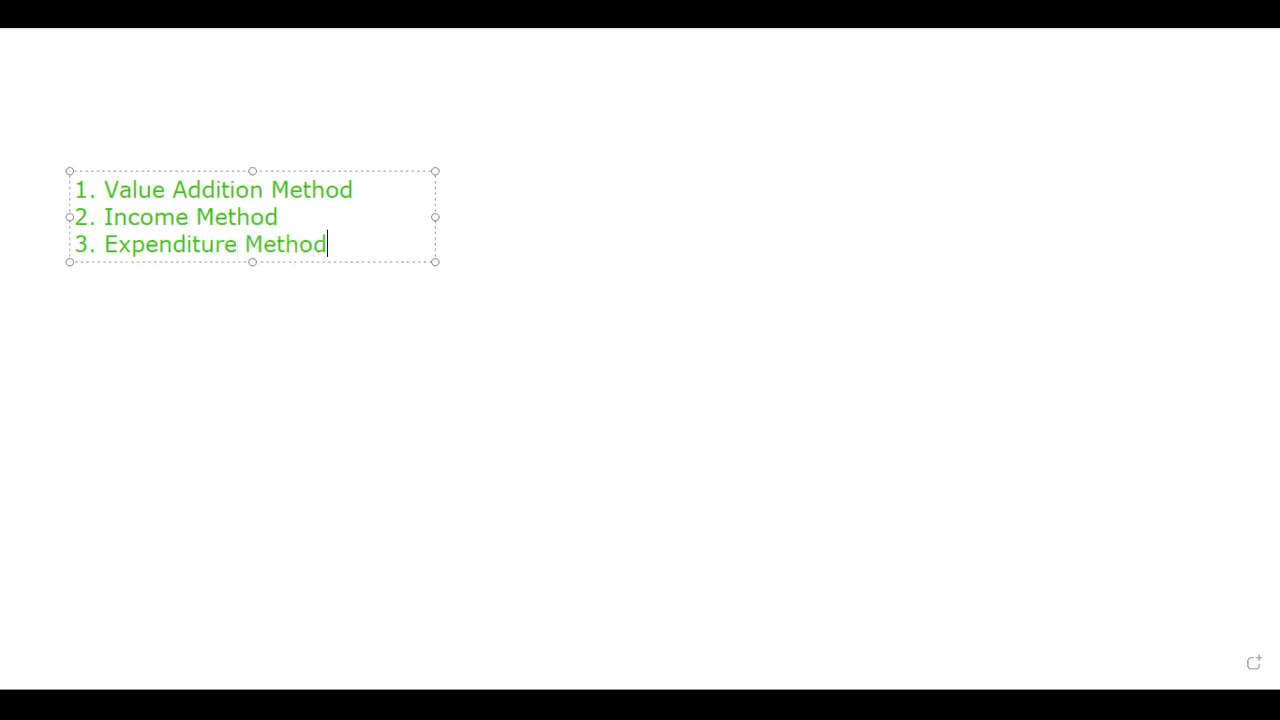 1. Value Addition Method
2. Income Method
3. Expenditure Method